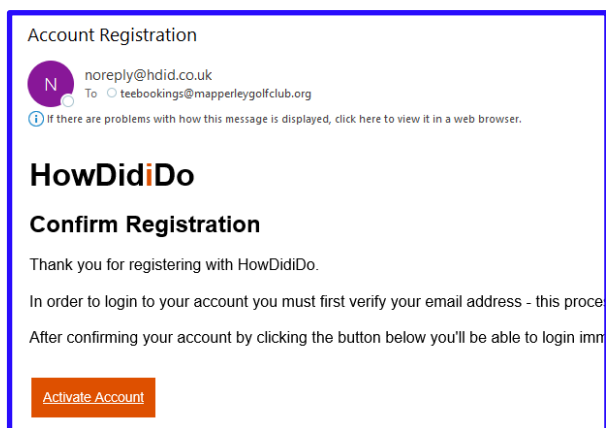 Account Registration
N
noreply@hdid.co.uk
To teebookings@mapperleygolfclub.org
If there are problems with how this message is displayed, click here to view it in a web browser.
HowDidiDo
Confirm Registration
Thank you for registering with HowDidiDo.
In order to login to your account you must first verify your email address - this proce
After confirming your account by clicking the button below you'll be able to login imm
Activate Account